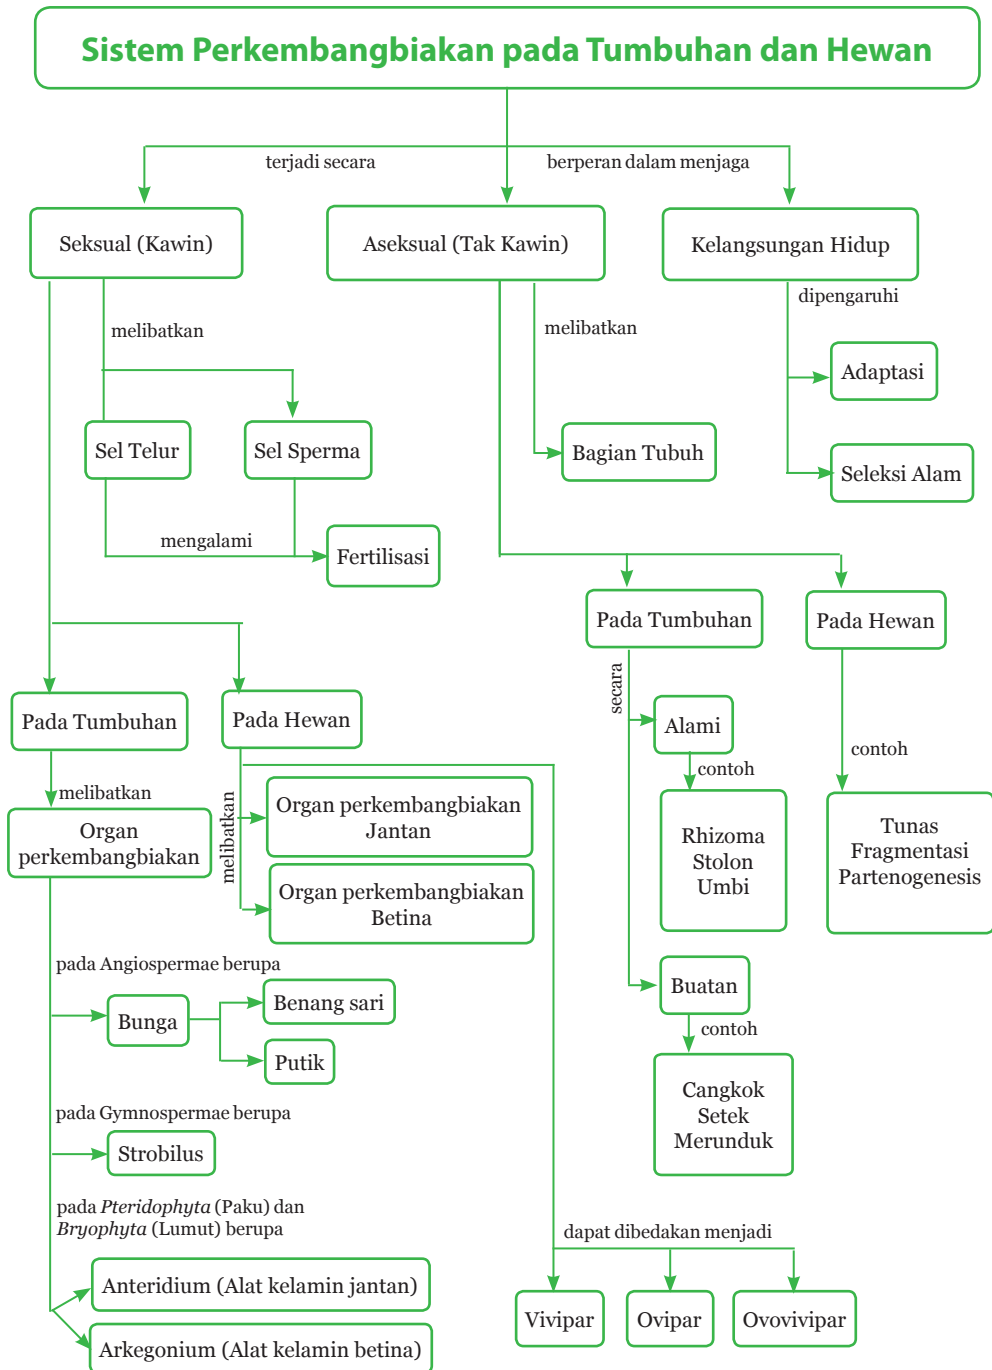 Sistem Perkembangbiakan pada Tumbuhan dan Hewan
terjadi secara
berperan dalam menjaga
Seksual (Kawin)
Aseksual (Tak Kawin)
Kelangsungan Hidup
dipengaruhi
melibatkan
melibatkan
Adaptasi
Sel Telur
Sel Sperma
Bagian Tubuh
Seleksi Alam
mengalami
Fertilisasi
Pada Tumbuhan
Pada Hewan
secara
Pada Tumbuhan
Pada Hewan
Alami
contoh
contoh
melibatkan
melibatkan
Organ perkembangbiakan
Jantan
Organ
perkembangbiakan
Rhizoma
Stolon
Umbi
Tunas
Fragmentasi
Partenogenesis
Organ perkembangbiakan
Betina
pada Angiospermae berupa
Bunga
Benang sari
Putik
Buatan
contoh
Cangkok
Setek
Merunduk
pada Gymnospermae berupa
Strobilus
pada Pteridophyta (Paku) dan
Bryophyta (Lumut) berupa
dapat dibedakan menjadi
Anteridium (Alat kelamin jantan)
Arkegonium (Alat kelamin betina)
Vivipar
Ovipar
Ovovivipar